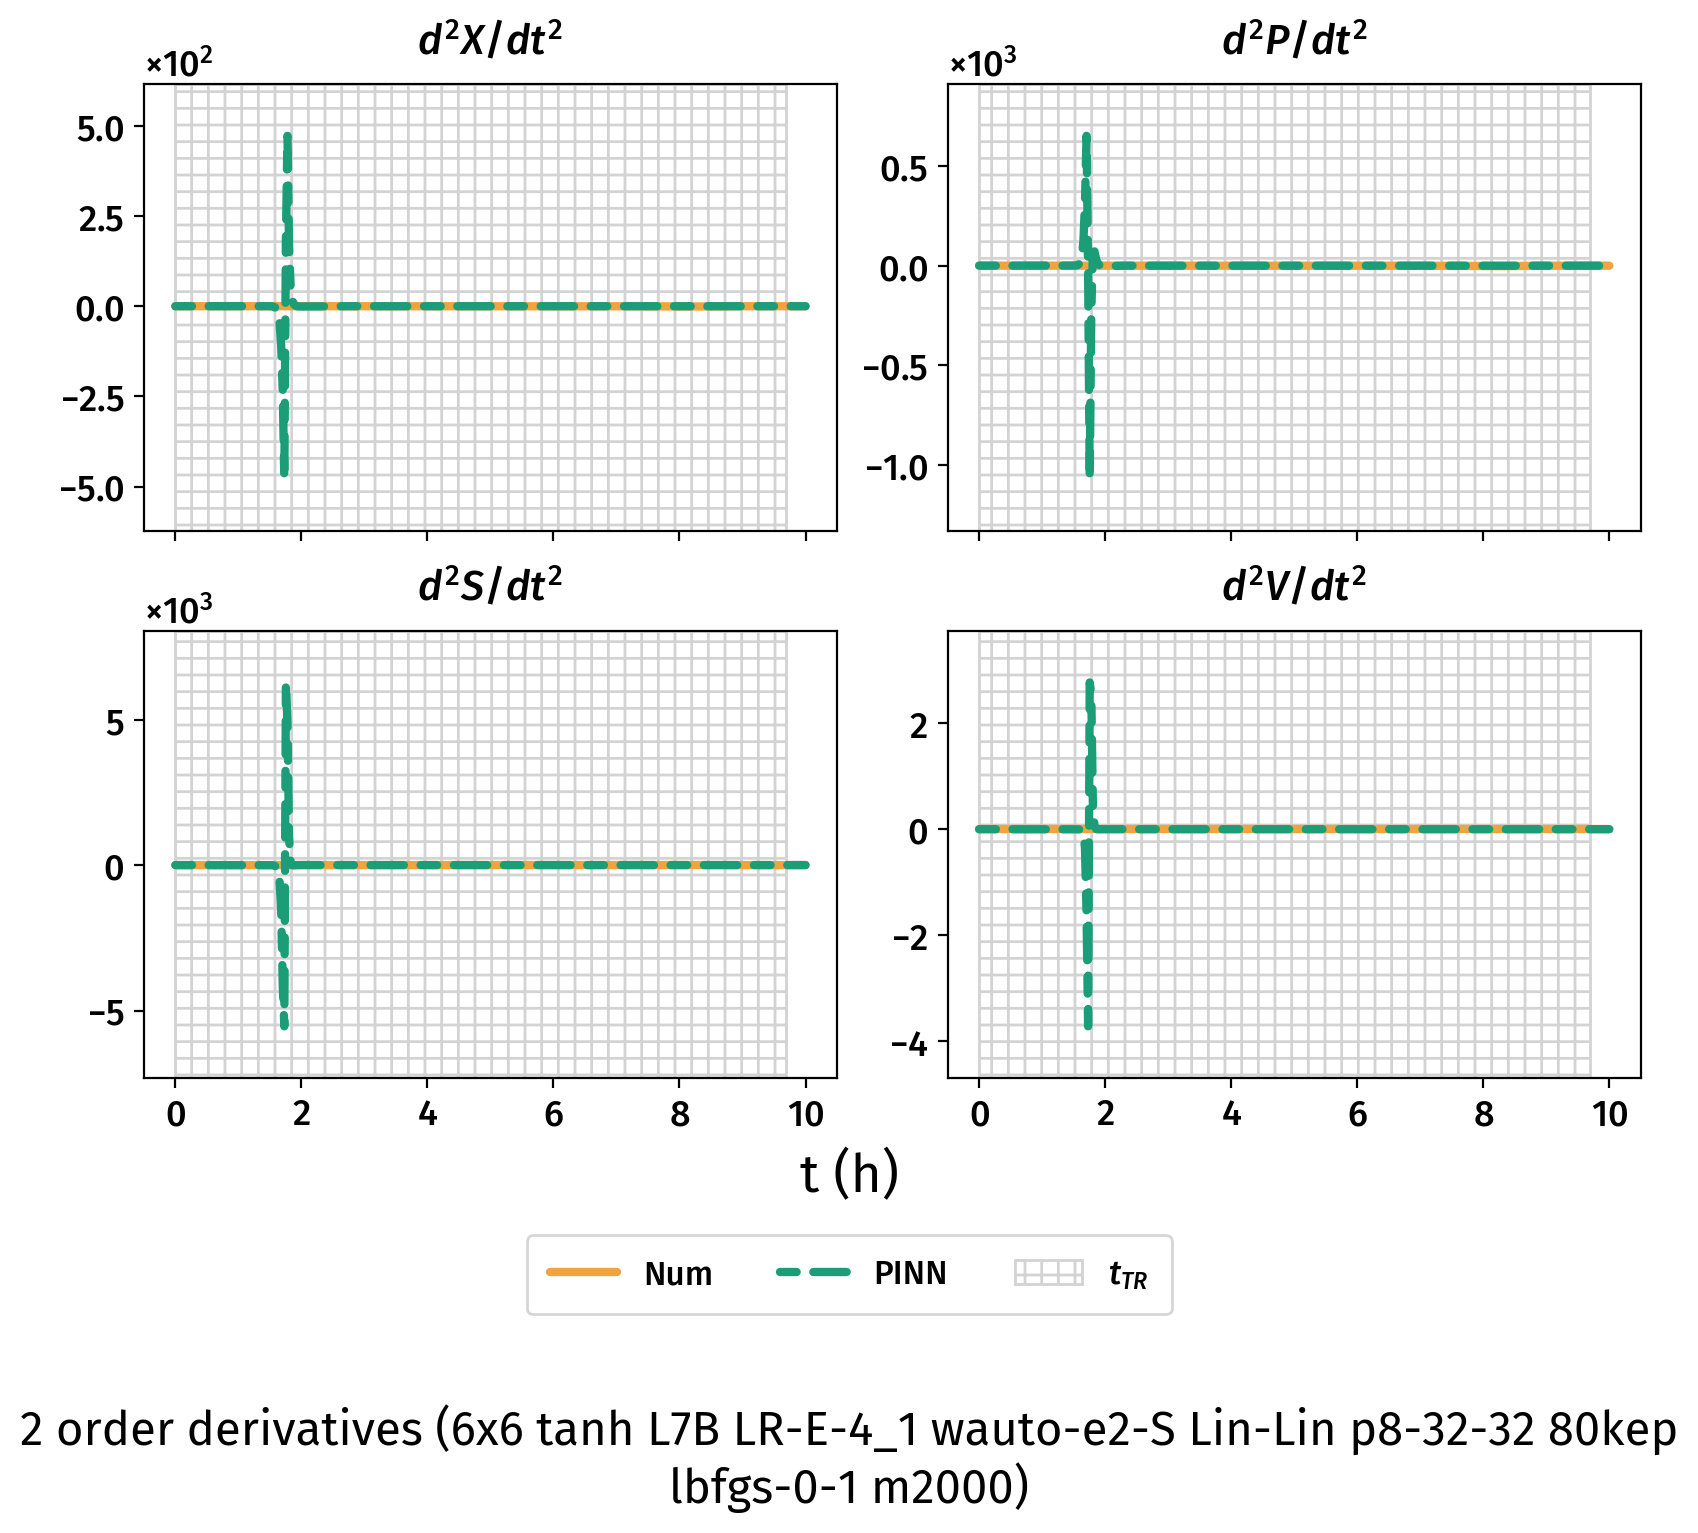 d²X/dt²
×10²
5.0
2.5
0.0
−2.5
−5.0
d²P/dt²
×10³
0.5
0.0
−0.5
−1.0
d²S/dt²
×10³
5
0
−5
0 2 4 6 8 10
d²V/dt²
2
0
−2
−4
0 2 4 6 8 10
t (h)
Num PINN t_TR
2 order derivatives (6x6 tanh L7B LR-E-4_1 wauto-e2-S Lin-Lin p8-32-32 80kep
lbfgs-0-1 m2000)